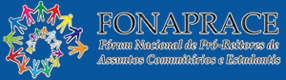 FONAPRACE
Fórum Nacional de Pró-Reitores de
Assuntos Comunitários e Estudantis